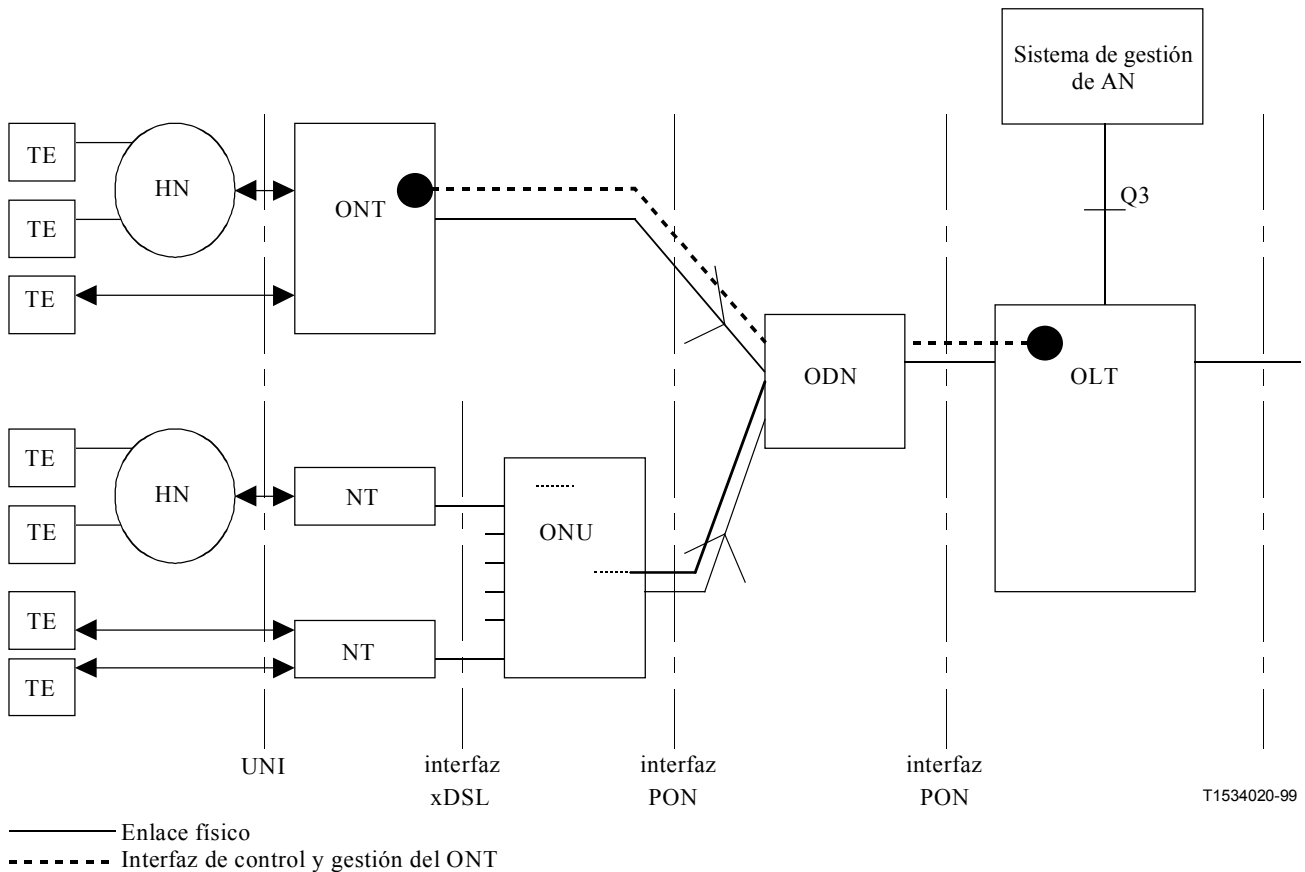 Sistema de gestión
de AN
Q3
TE
TE
TE
HN
ONT
ODN
OLT
TE
TE
TE
TE
HN
NT
NT
ONU
UNI
interfaz
xDSL
interfaz
PON
interfaz
PON
T1534020-99
Enlace físico
Interfaz de control y gestión del ONT